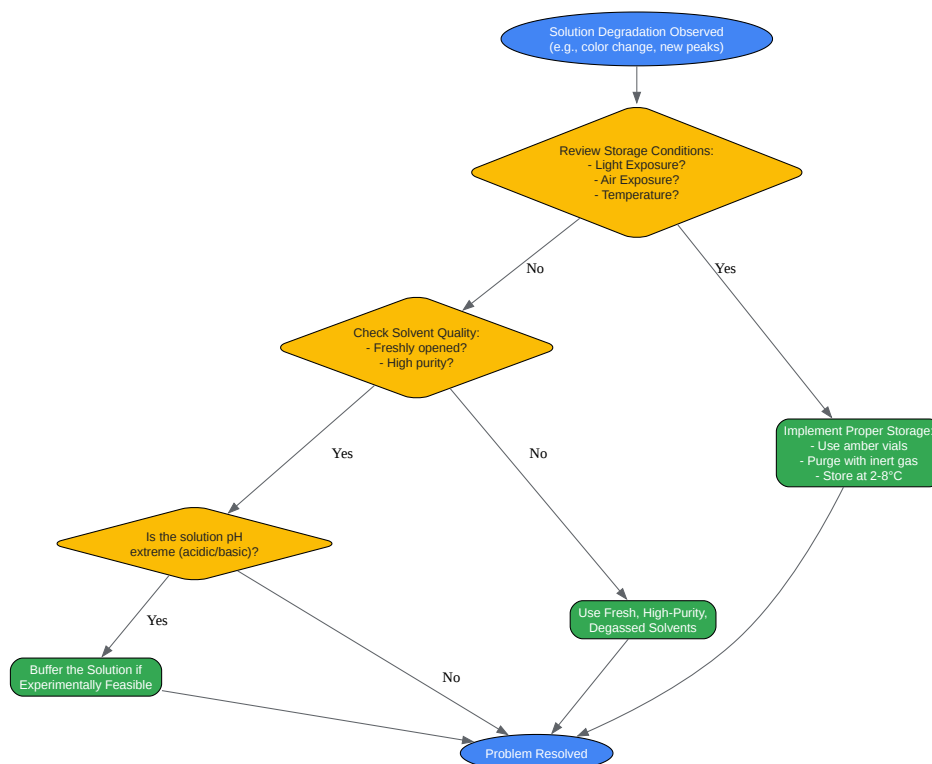 Solution Degradation Observed
(e.g., color change, new peaks)
Review Storage Conditions:
- Light Exposure?
- Air Exposure?
- Temperature?
No
Yes
Check Solvent Quality:
- Freshly opened?
- High purity?
Yes
No
Implement Proper Storage:
- Use amber vials
- Purge with inert gas
- Store at 2-8°C
Is the solution pH
extreme (acidic/basic)?
Yes
No
Use Fresh, High-Purity,
Degassed Solvents
Buffer the Solution if
Experimentally Feasible
Problem Resolved